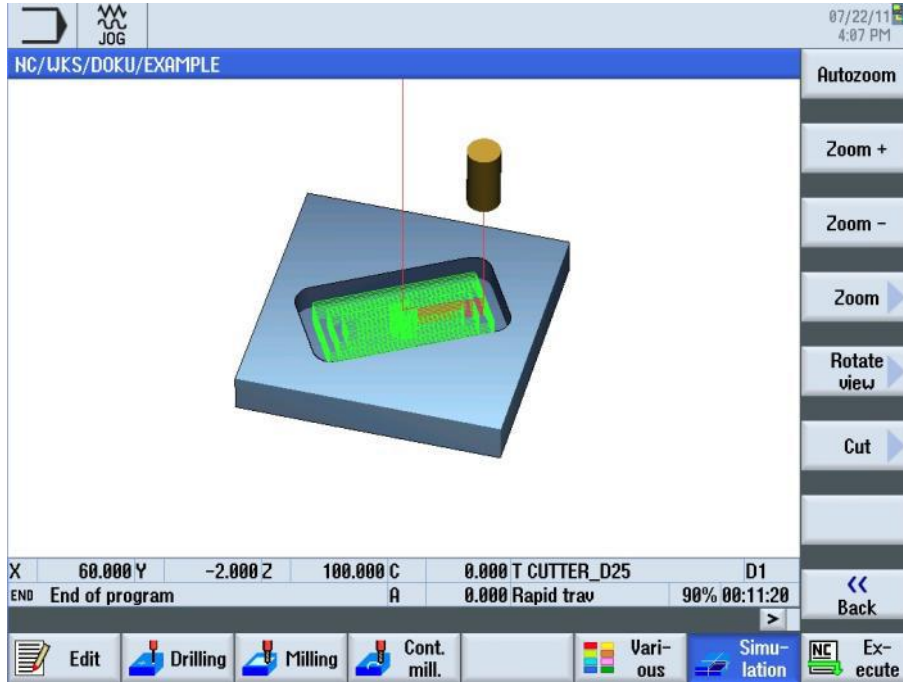 JOG
07/22/11
4:07 PM
NC/WKS/DOKU/EXAMPLE
Autozoom
Zoom +
Zoom -
Zoom
Rotate
view
Cut
X 60.000 Y -2.000 Z 100.000 C 0.000 T CUTTER_D25 D1
END End of program A 0.000 Rapid trav 90% 00:11:20
>
<<
Back
Edit
Drilling
Milling
Cont.
mill.
Vari-
ous
Simu-
lation
NC
Ex-
ecute